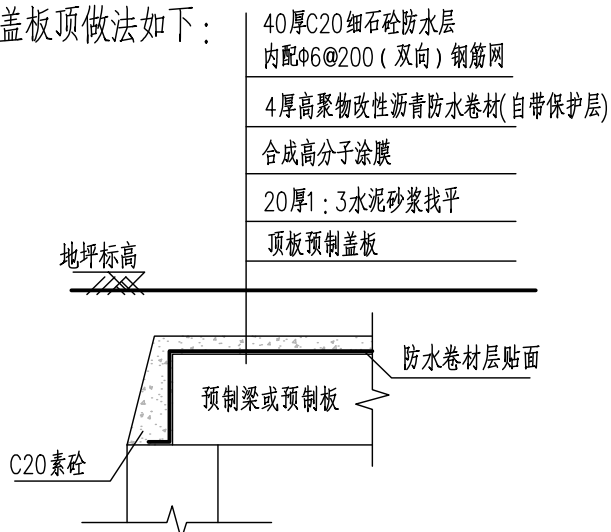 盖板顶做法如下：
40厚C20细石砼防水层
内配Φ6@200（双向）钢筋网
4厚高聚物改性沥青防水卷材(自带保护层)
合成高分子涂膜
20厚1：3水泥砂浆找平
顶板预制盖板
地坪标高
防水卷材层贴面
预制梁或预制板
C20素砼